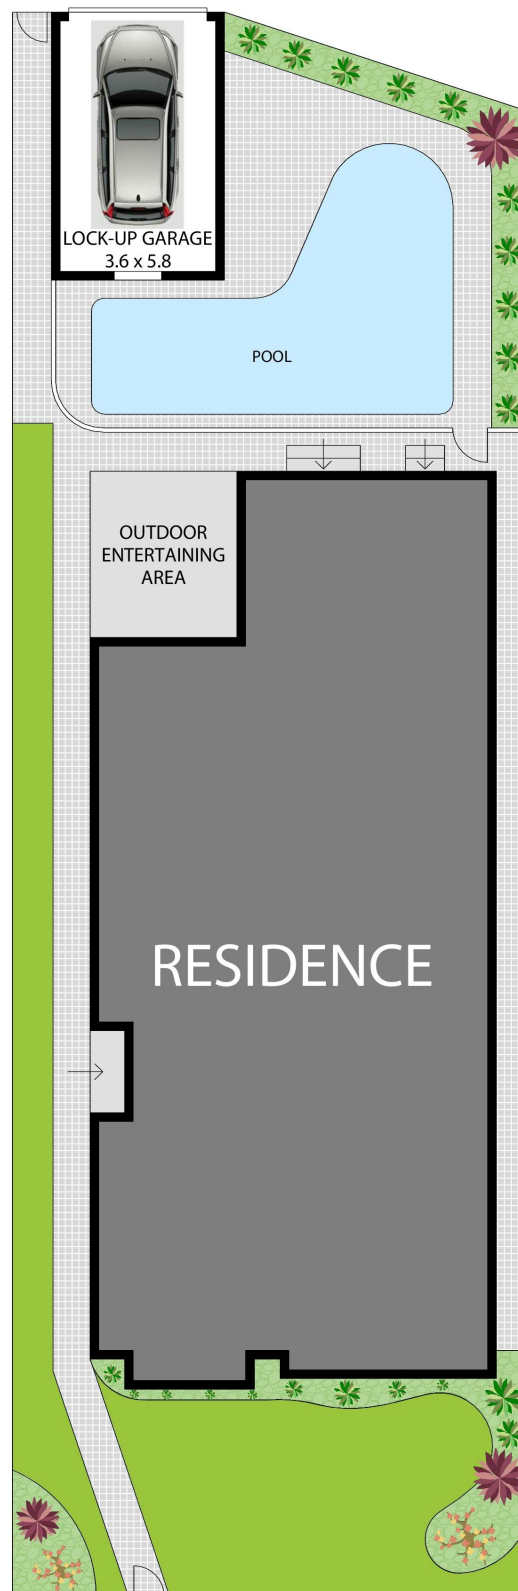 LOCK-UP GARAGE
3.6 x 5.8
POOL
OUTDOOR
ENTERTAINING
AREA
RESIDENCE